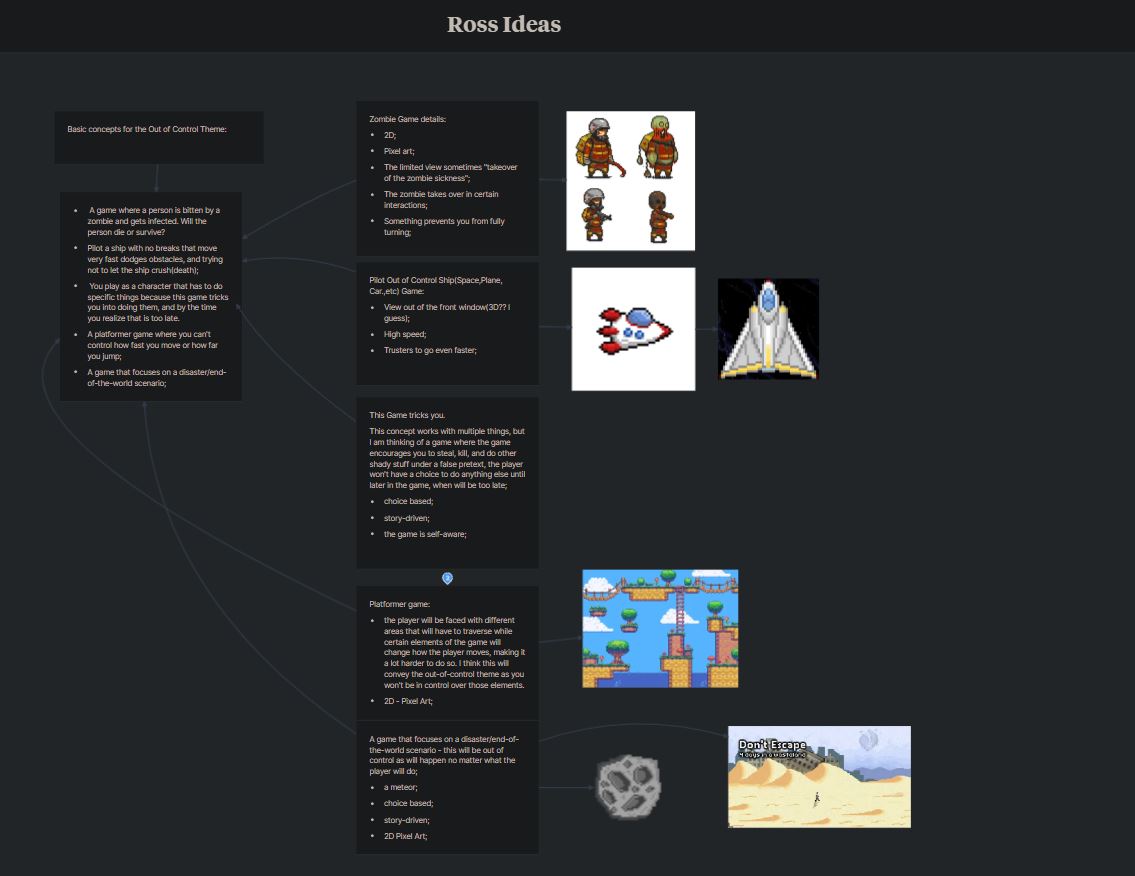 Ross Ideas
Basic concepts for the Out of Control Theme:
• A game where a person is bitten by a
zombie and gets infected. Will the
person die or survive?
• Pilot a ship with no breaks that move
very fast dodges obstacles, and trying
not to let the ship crush(death);
• You play as a character that has to do
specific things because this game tricks
you into doing them, and by the time
you realize that is too late.
• A platformer game where you can't
control how fast you move or how far
you jump;
• A game that focuses on a disaster/end-
of-the-world scenario;
Zombie Game details:
• 2D;
• Pixel art;
• The limited view sometimes "takeover
of the zombie sickness";
• The zombie takes over in certain
interactions;
• Something prevents you from fully
turning;
Pilot Out of Control Ship(Space,Plane,
Car.,etc) Game:
• View out of the front window(3D?? I
guess);
• High speed;
• Trusters to go even faster;
This Game tricks you.
This concept works with multiple things, but
I am thinking of a game where the game
encourages you to steal, kill, and do other
shady stuff under a false pretext, the player
won't have a choice to do anything else until
later in the game, when will be too late;
• choice based;
• story-driven;
• the game is self-aware;
Platformer game:
• the player will be faced with different
areas that will have to traverse while
certain elements of the game will
change how the player moves, making it
a lot harder to do so. I think this will
convey the out-of-control theme as you
won't be in control over those elements.
• 2D - Pixel Art;
A game that focuses on a disaster/end-of-
the-world scenario - this will be out of
control as will happen no matter what the
player will do;
• a meteor;
• choice based;
• story-driven;
• 2D Pixel Art;
Don't Escape
4 days in a wasteland